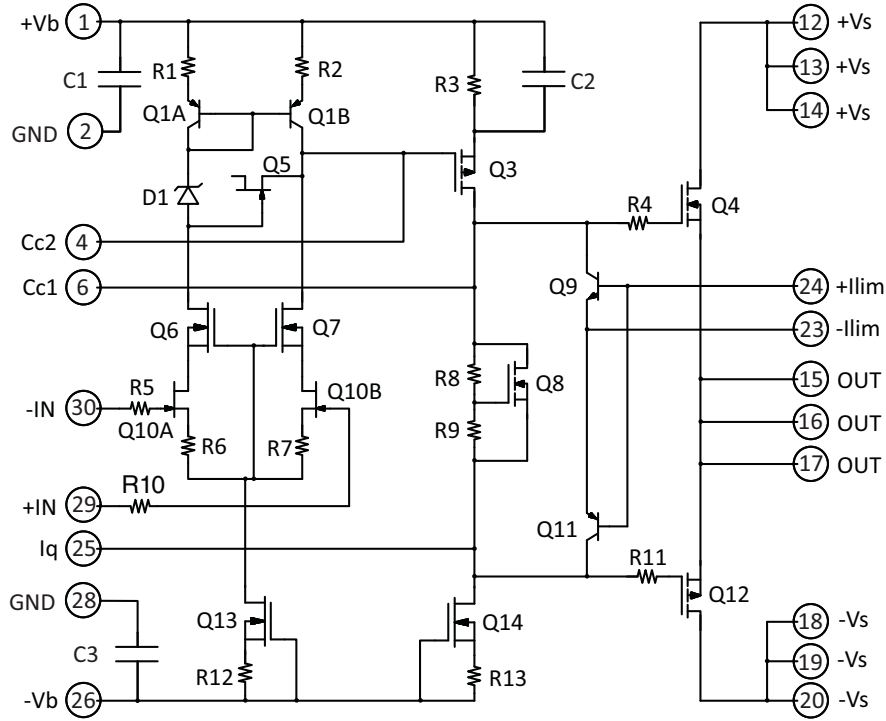 +Vb 1
12 +Vs
C1
R1
R2
R3
C2
13 +Vs
Q1A
Q1B
14 +Vs
GND 2
Q5
Q3
D1
R4
Q4
Cc2 4
Cc1 6
Q9
24 +Ilim
Q6
Q7
23 -Ilim
R5
Q10B
R8
Q8
15 OUT
-IN 30
Q10A
R6
R7
R9
16 OUT
17 OUT
R10
+IN 29
Q11
Iq 25
R11
GND 28
Q13
Q14
Q12
18 -Vs
C3
R12
R13
19 -Vs
-Vb 26
20 -Vs